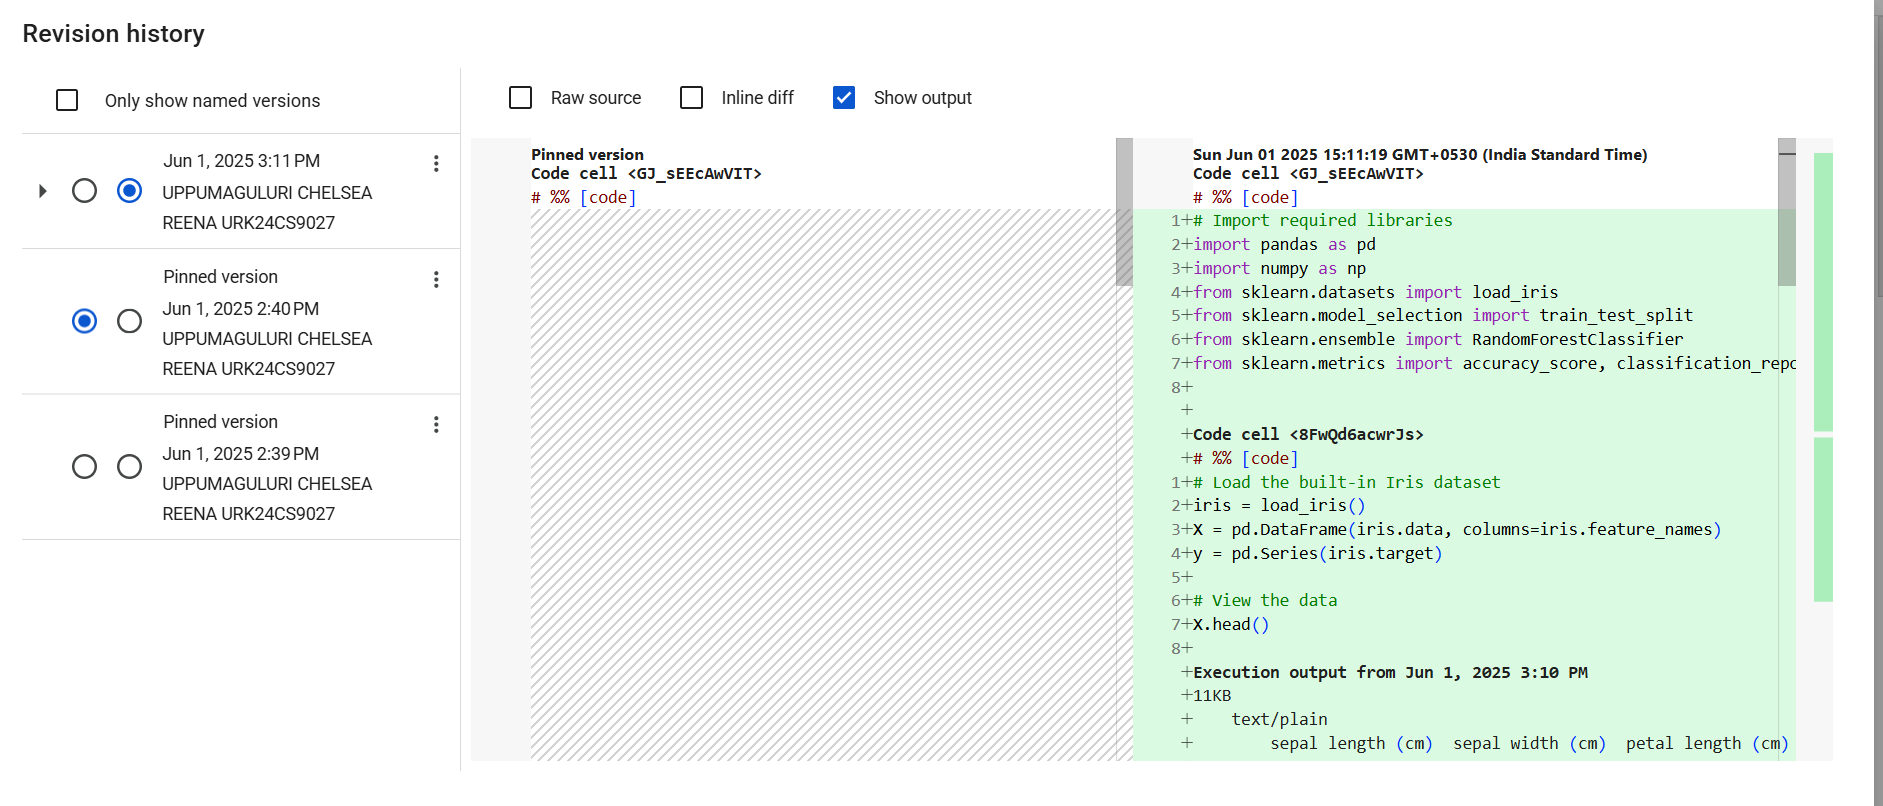 Revision history
Only show named versions
Jun 1, 2025 3:11 PM
UPPUMAGULURI CHELSEA
REENA URK24CS9027
Pinned version
Jun 1, 2025 2:40 PM
UPPUMAGULURI CHELSEA
REENA URK24CS9027
Pinned version
Jun 1, 2025 2:39 PM
UPPUMAGULURI CHELSEA
REENA URK24CS9027
Raw source
Inline diff
Show output
Pinned version
Code cell <GJ_sEEcAwVIT>
# %% [code]
Sun Jun 01 2025 15:11:19 GMT+0530 (India Standard Time)
Code cell <GJ_sEEcAwVIT>
# %% [code]
1+# Import required libraries
2+import pandas as pd
3+import numpy as np
4+from sklearn.datasets import load_iris
5+from sklearn.model_selection import train_test_split
6+from sklearn.ensemble import RandomForestClassifier
7+from sklearn.metrics import accuracy_score, classification_repo
8+
+
+Code cell <8FwQd6acwrJs>
+# %% [code]
1+# Load the built-in Iris dataset
2+iris = load_iris()
3+X = pd.DataFrame(iris.data, columns=iris.feature_names)
4+y = pd.Series(iris.target)
5+
6+# View the data
7+X.head()
8+
+Execution output from Jun 1, 2025 3:10 PM
+11KB
+ text/plain
+ sepal length (cm) sepal width (cm) petal length (cm)